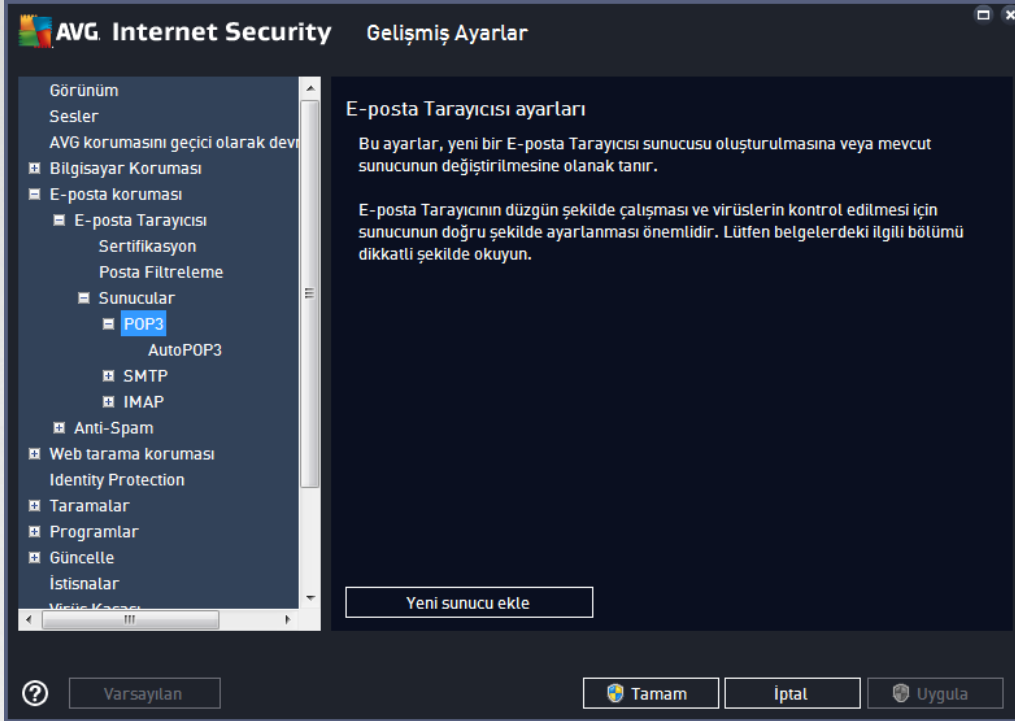 AVG. Internet Security Gelişmiş Ayarlar
Görünüm
Sesler
AVG korumasını geçici olarak devr
Bilgisayar Koruması
E-posta koruması
E-posta Tarayıcısı
Sertifikasyon
Posta Filtreleme
Sunucular
POP3
AutoPOP3
SMTP
IMAP
Anti-Spam
Web tarama koruması
Identity Protection
Taramalar
Programlar
Güncelle
İstisnalar
Virüs Kasası
E-posta Tarayıcısı ayarları
Bu ayarlar, yeni bir E-posta Tarayıcısı sunucusu oluşturulmasına veya mevcut
sunucunun değiştirilmesine olanak tanır.
E-posta Tarayıcının düzgün şekilde çalışması ve virüslerin kontrol edilmesi için
sunucunun doğru şekilde ayarlanması önemlidir. Lütfen belgelerdeki ilgili bölümü
dikkatli şekilde okuyun.
Yeni sunucu ekle
Varsayılan
Tamam
İptal
Uygula